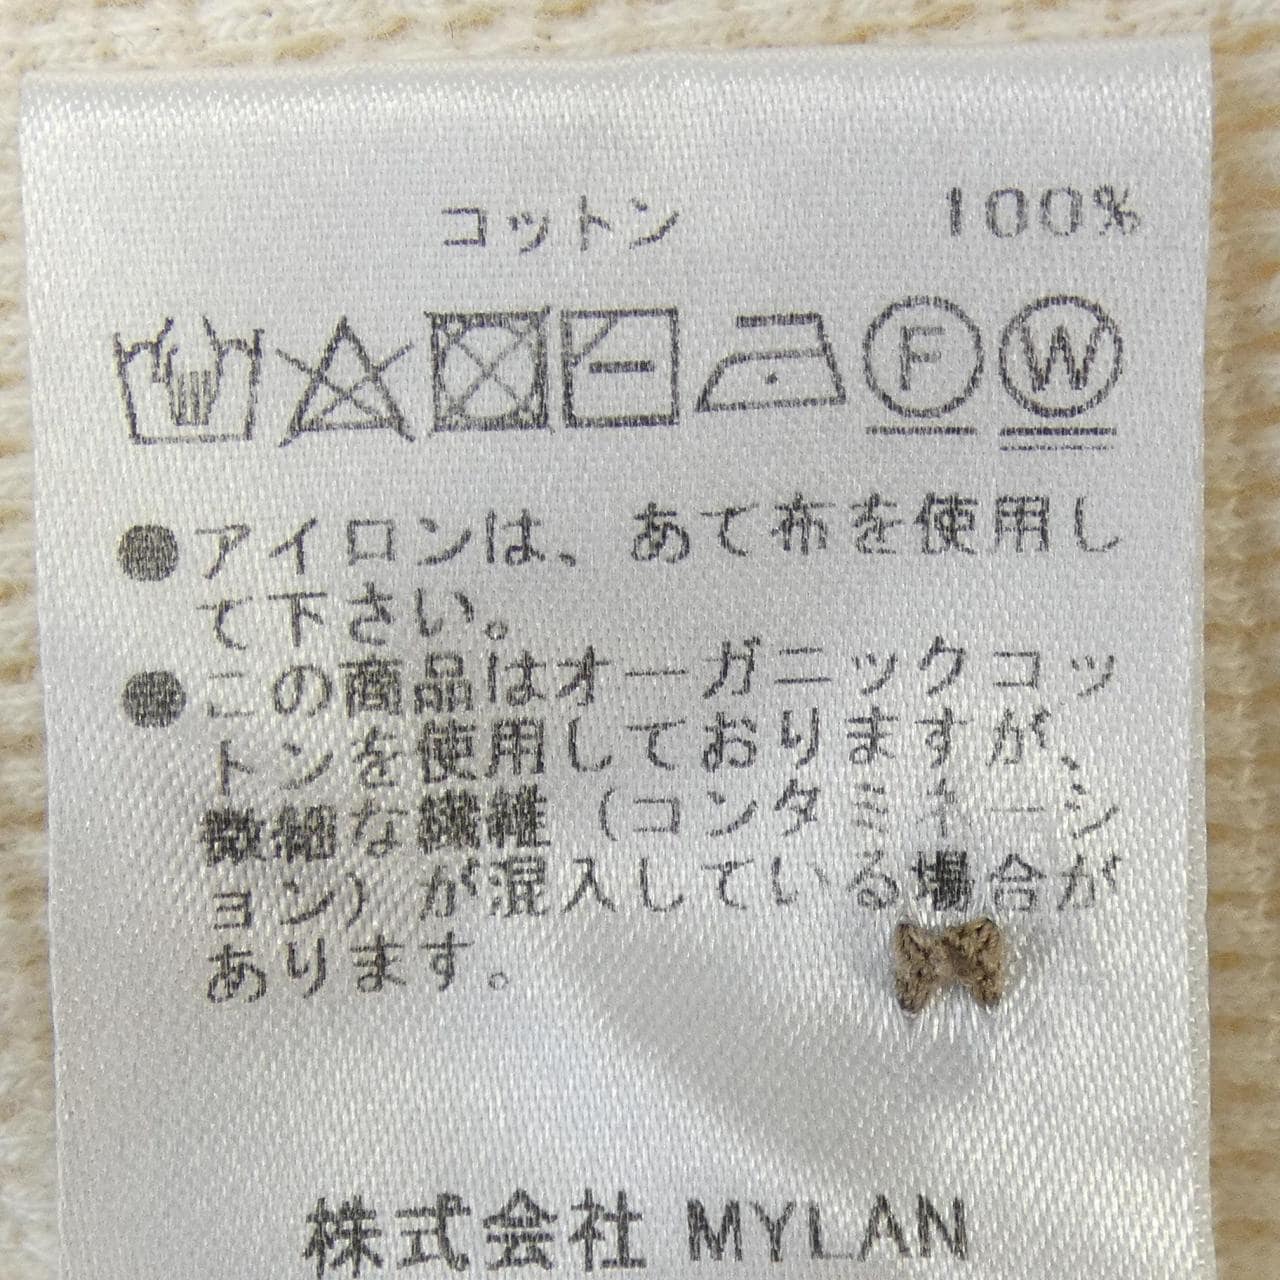 コットン 100%
F W
●アイロンは、あて布を使用し
て下さい。
●この商品はオーガニックコッ
トンを使用しておりますが、
微細な繊維（コンタミネーシ
ョン）が混入している場合が
あります。
株式会社 MYLAN